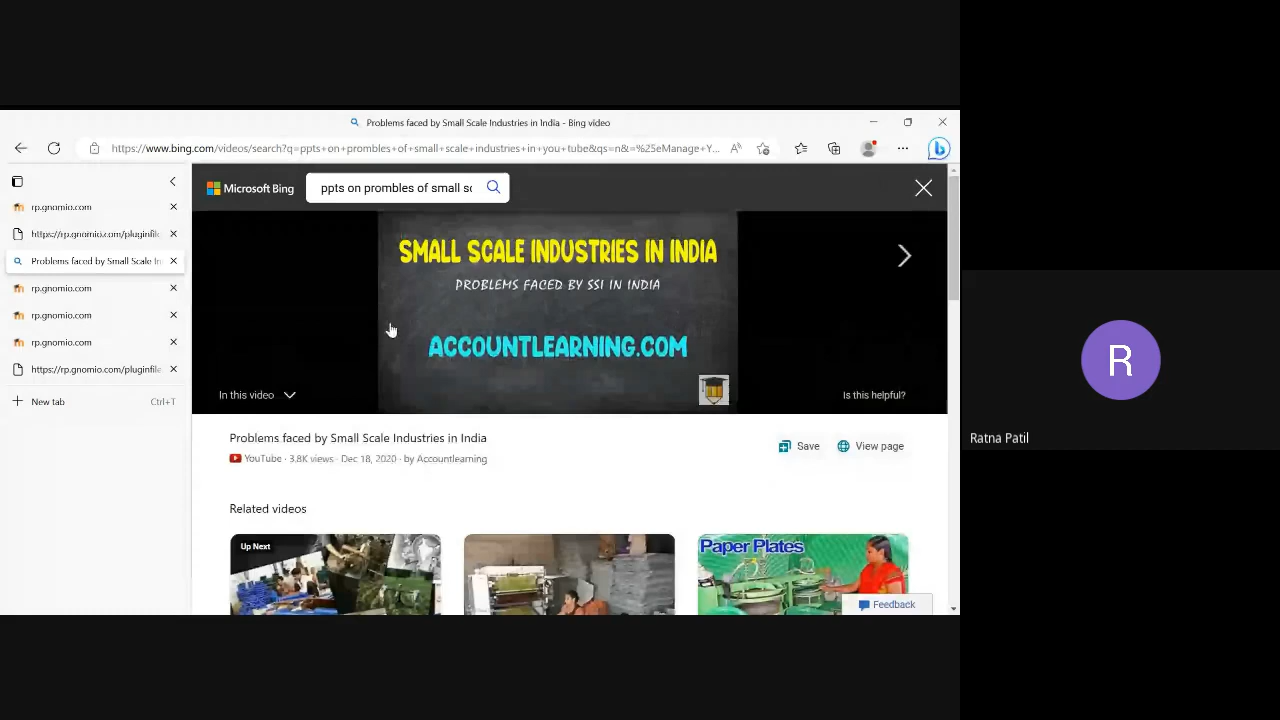 Problems faced by Small Scale Industries in India - Bing video
https://www.bing.com/videos/search?q=ppts+on+prombles+of+small+scale+industries+in+you+tube&qs=n&=%25eManage+Y...
rp.gnomio.com
https://rp.gnomio.com/pluginfile
Problems faced by Small Scale In
rp.gnomio.com
rp.gnomio.com
rp.gnomio.com
https://rp.gnomio.com/pluginfile
New tab Ctrl+T
Microsoft Bing
ppts on prombles of small sc
SMALL SCALE INDUSTRIES IN INDIA
PROBLEMS FACED BY SSI IN INDIA
ACCOUNTLEARNING.COM
In this video
Is this helpful?
Problems faced by Small Scale Industries in India
YouTube · 3.8K views · Dec 18, 2020 · by Accountlearning
Save
View page
Related videos
Up Next
Paper Plates
Feedback
R
Ratna Patil